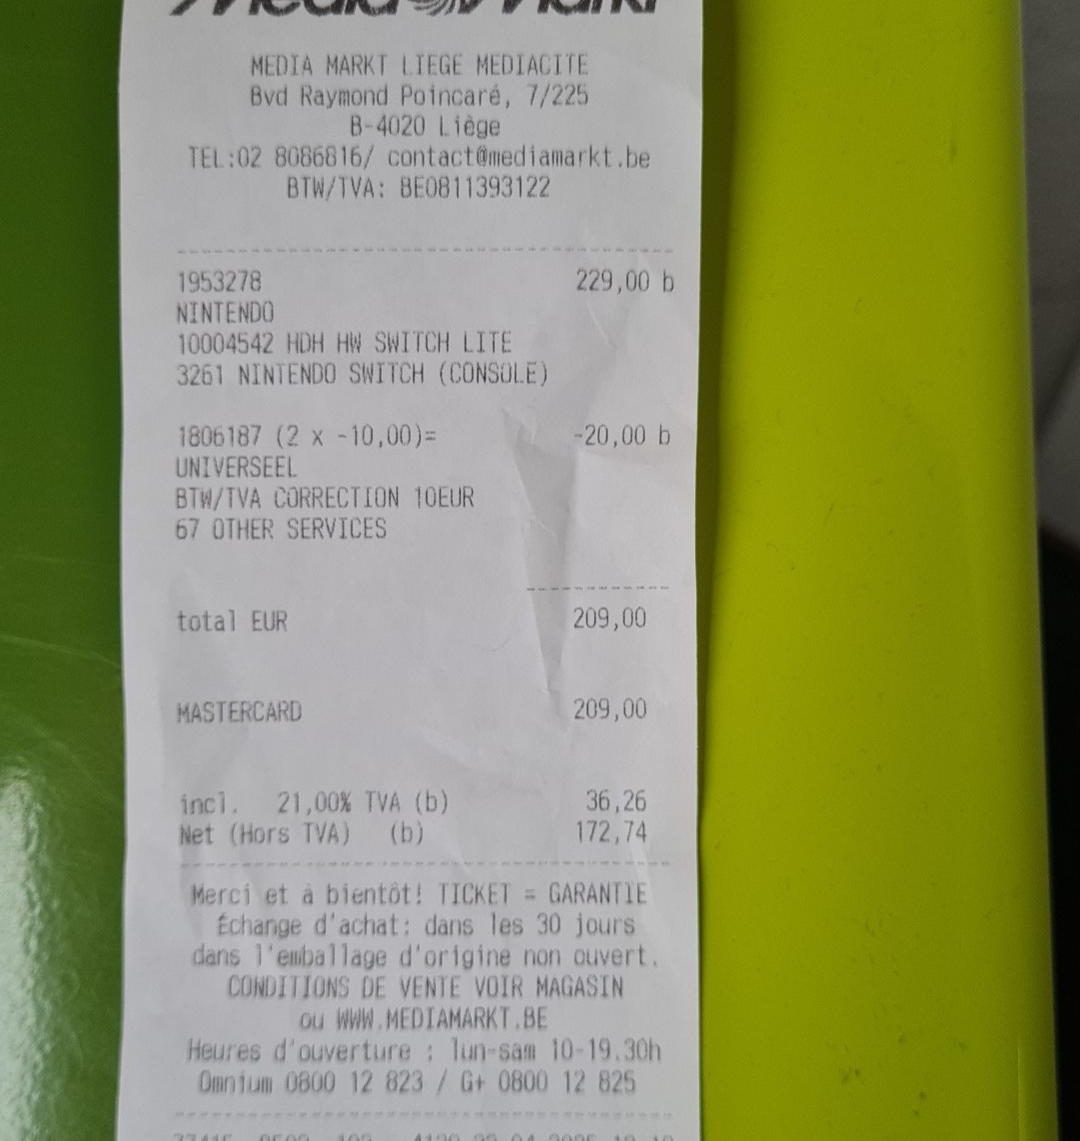 Media Markt
MEDIA MARKT LIEGE MEDIACITE
Bvd Raymond Poincaré, 7/225
B-4020 Liège
TEL:02 8086816/ contact@mediamarkt.be
BTW/TVA: BE0811393122
1953278 229,00 b
NINTENDO
10004542 HDH HW SWITCH LITE
3261 NINTENDO SWITCH (CONSOLE)
1806187 (2 x -10,00)= -20,00 b
UNIVERSEEL
BTW/TVA CORRECTION 10EUR
67 OTHER SERVICES
total EUR 209,00
MASTERCARD 209,00
incl. 21,00% TVA (b) 36,26
Net (Hors TVA) (b) 172,74
Merci et à bientôt! TICKET = GARANTIE
Échange d'achat: dans les 30 jours
dans l'emballage d'origine non ouvert.
CONDITIONS DE VENTE VOIR MAGASIN
ou WWW.MEDIAMARKT.BE
Heures d'ouverture : lun-sam 10-19.30h
Omnium 0800 12 823 / G+ 0800 12 825